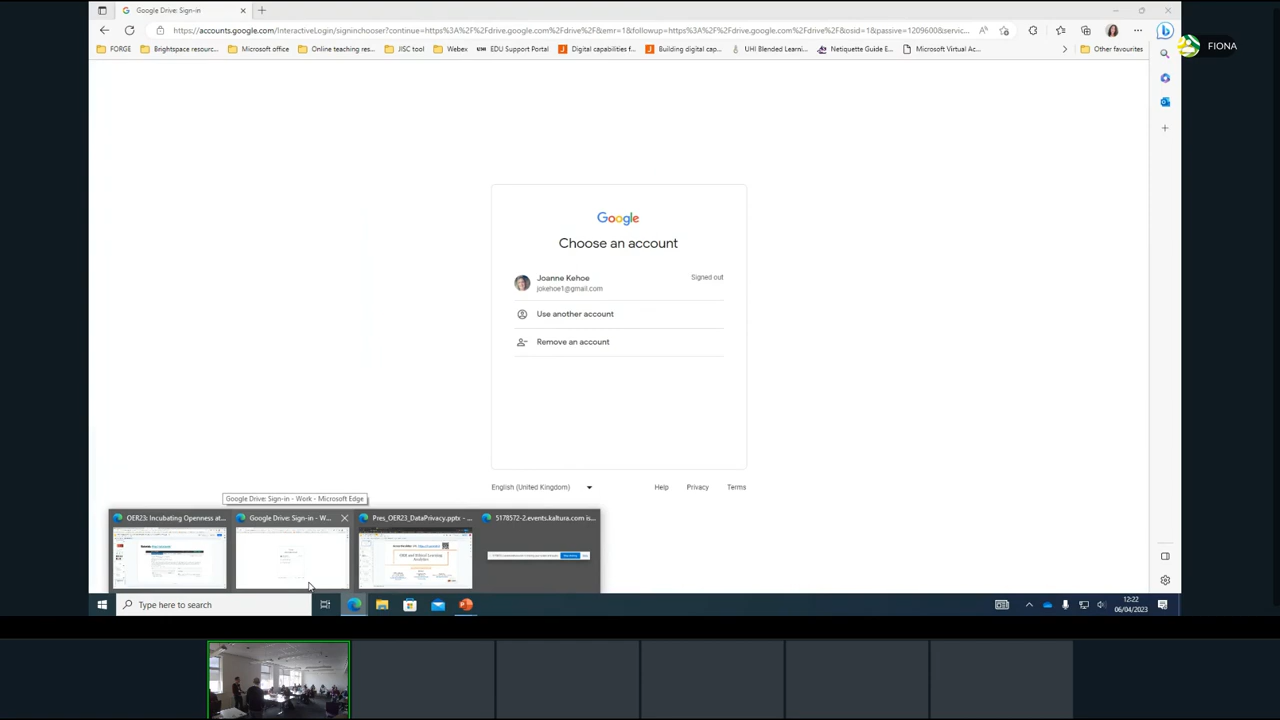 Google Drive: Sign-in
https://accounts.google.com/InteractiveLogin/signinchooser?continue=https%3A%2F%2Fdrive.google.com%2Fdrive%2F&emr=1&followup=https%3A%2F%2Fdrive.google.com%2Fdrive%2F&osid=1&passive=1209600&servic...
FORGE
Brightspace resourc...
Microsoft office
Online teaching res...
JISC tool
Webex
EDU Support Portal
Digital capabilities f...
Building digital cap...
UHI Blended Learni...
Netiquette Guide E...
Microsoft Virtual Ac...
Other favourites
FIONA
Google
Choose an account
Joanne Kehoe
Signed out
jokehoe1@gmail.com
Use another account
Remove an account
English (United Kingdom)
Help
Privacy
Terms
Google Drive: Sign-in - Work - Microsoft Edge
OER23: Incubating Openness at...
Google Drive: Sign-in - W...
Pres_OER23_DataPrivacy.pptx - ...
5178572-2.events.kaltura.com is...
Type here to search
12:22
06/04/2023